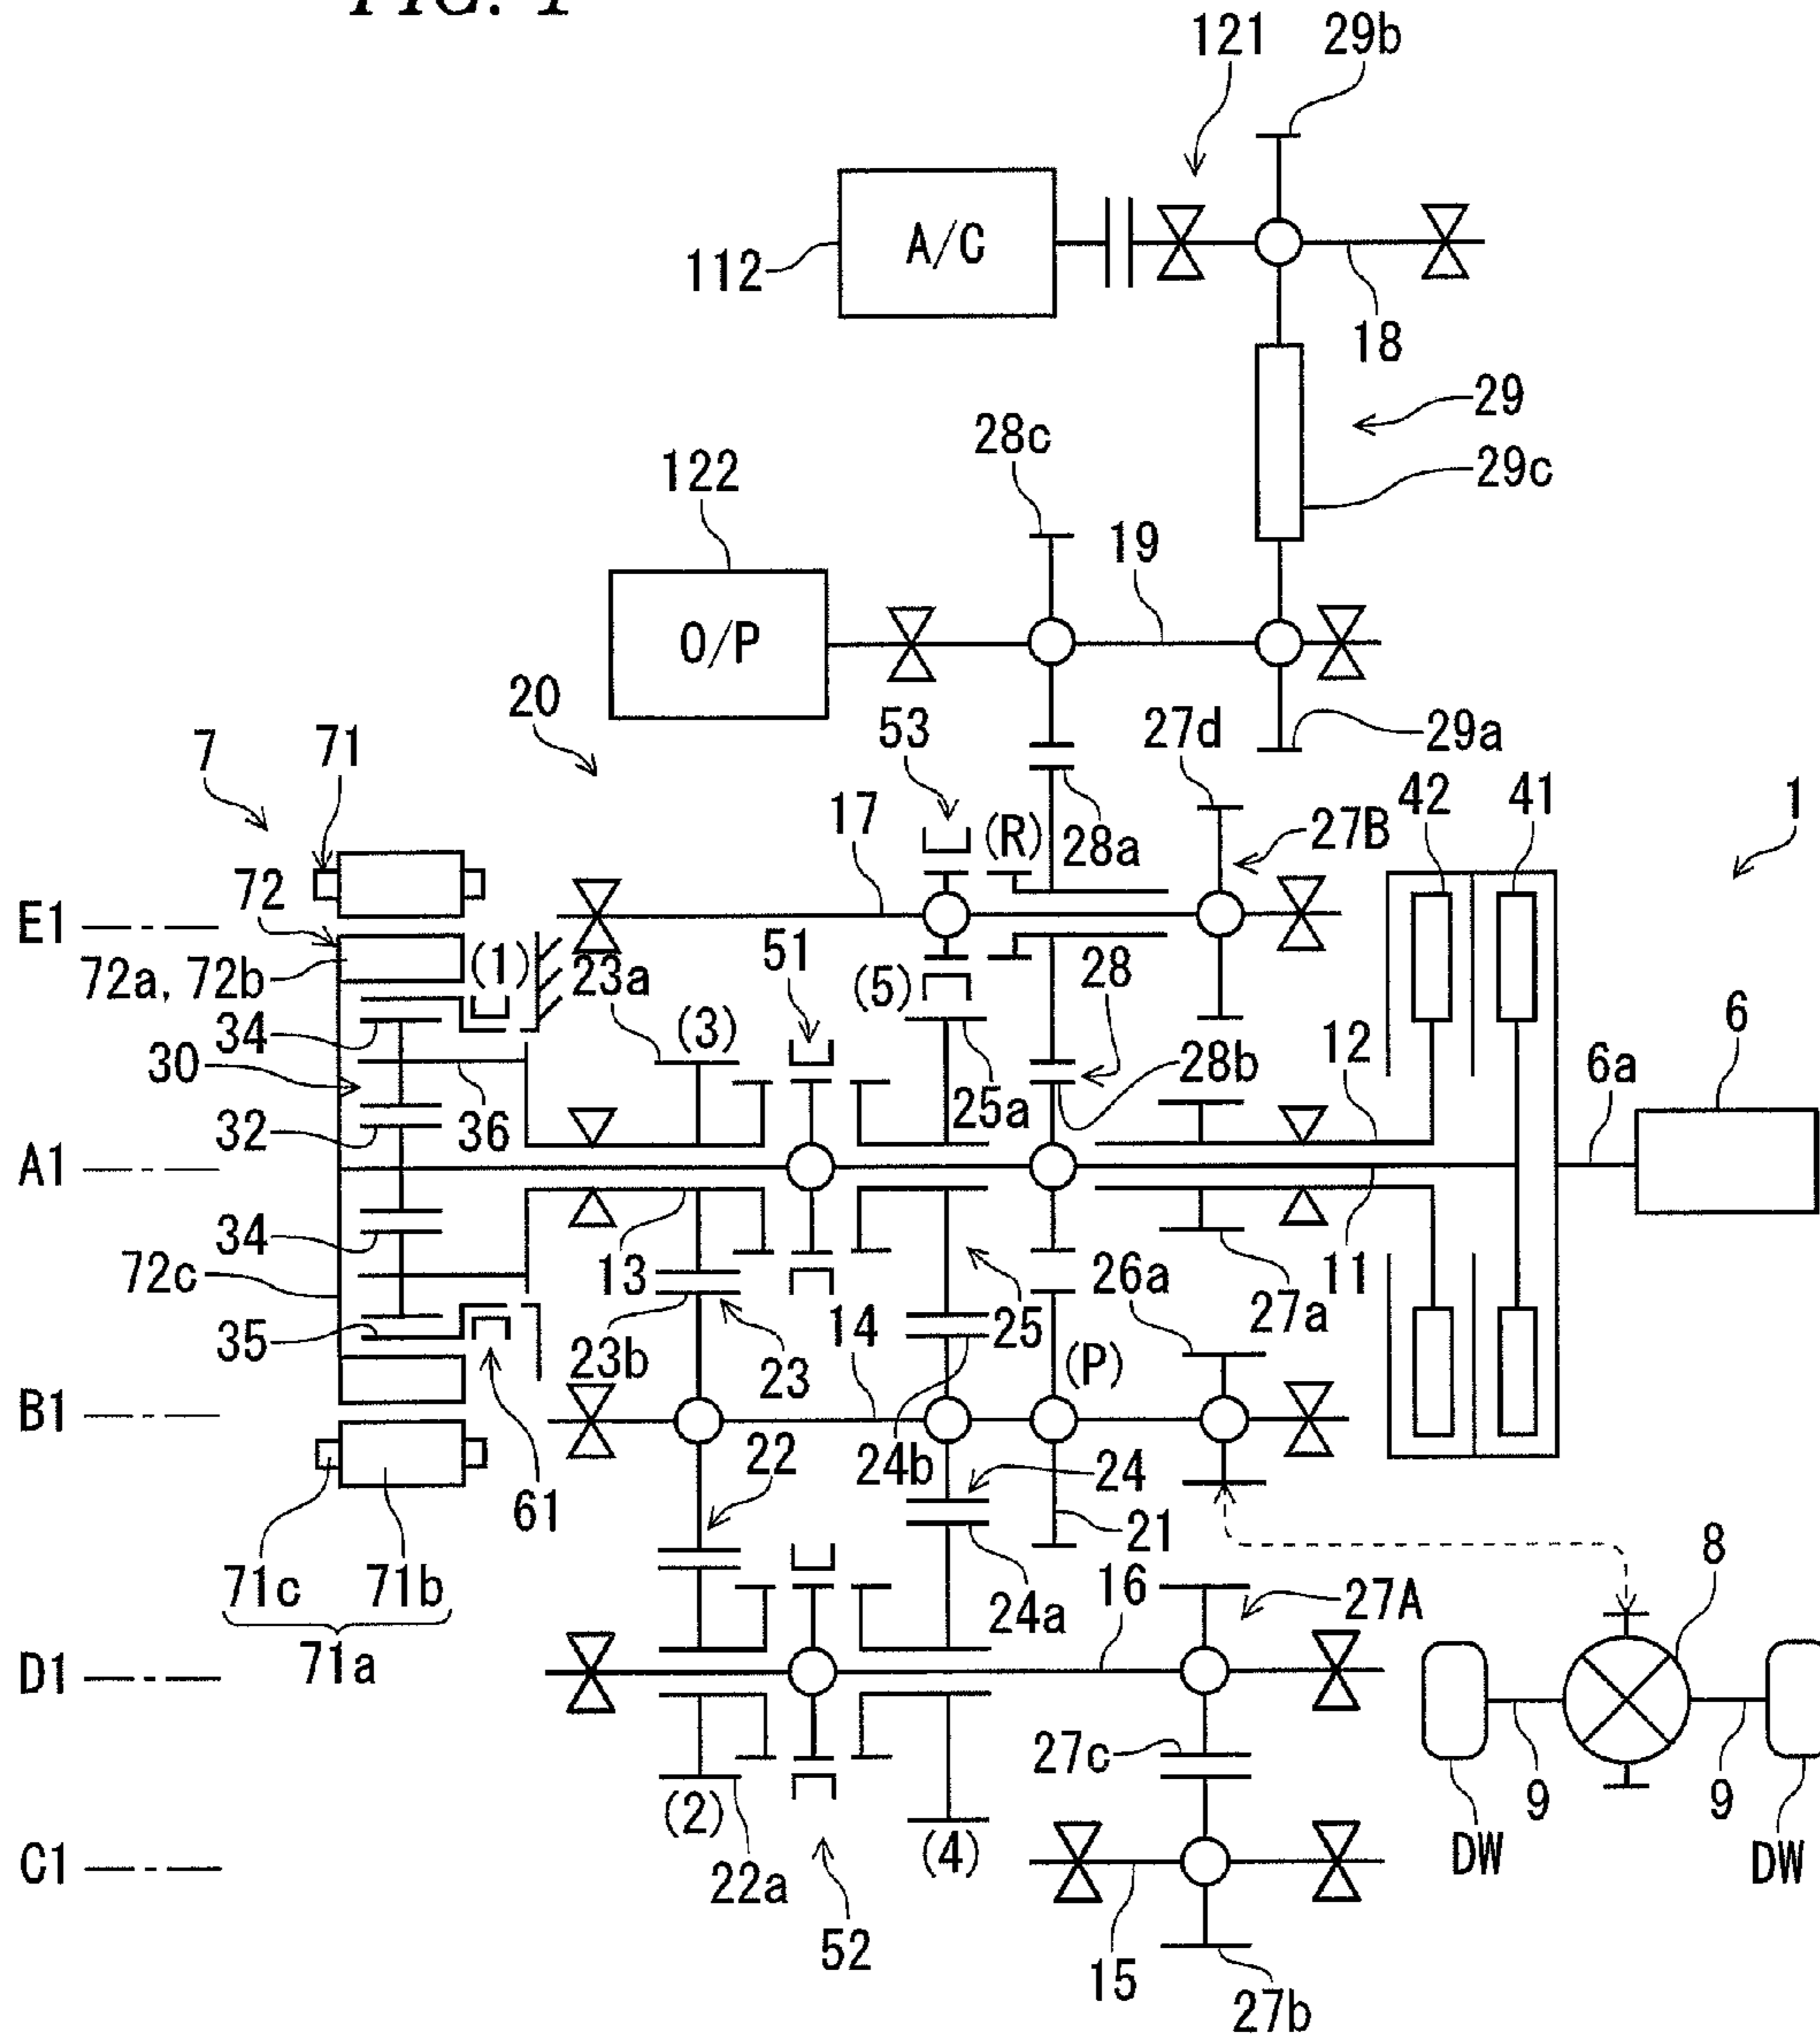 FIG. 1
121
29b
A/C
112
18
29
28c
29c
122
19
O/P
20
53
27d
29a
7
71
17
(R)
28a
42
41
1
27B
72
E1
51
72a, 72b
(1)
23a
(5)
28
34
(3)
12
6
30
6a
28b
25a
32
36
A1
34
13
26a
11
72c
27a
14
25
35
(P)
23b
23
B1
22
24b
24
61
21
8
71c
71b
16
27A
24a
71a
D1
27c
9
9
(2)
DW
DW
(4)
C1
22a
52
15
27b